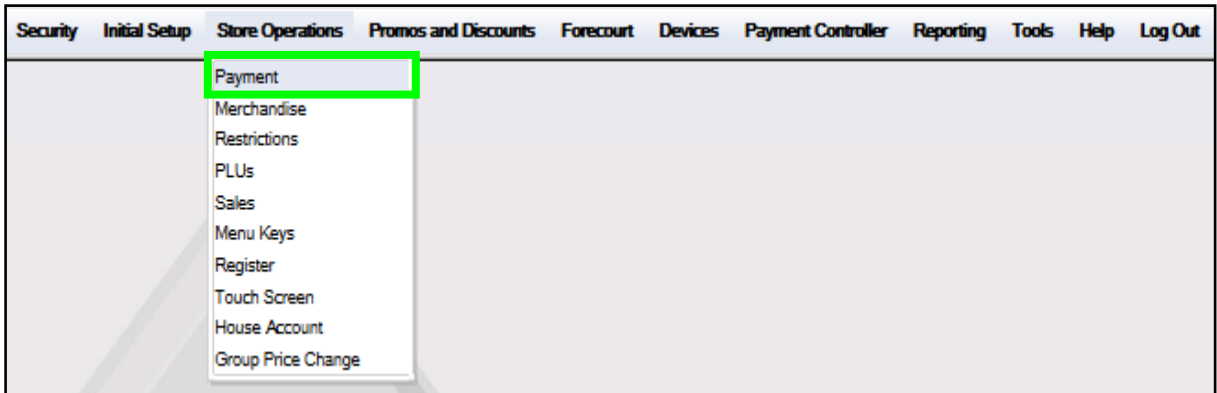 Security Initial Setup Store Operations Promos and Discounts Forecourt Devices Payment Controller Reporting Tools Help Log Out
Payment
Merchandise
Restrictions
PLUs
Sales
Menu Keys
Register
Touch Screen
House Account
Group Price Change